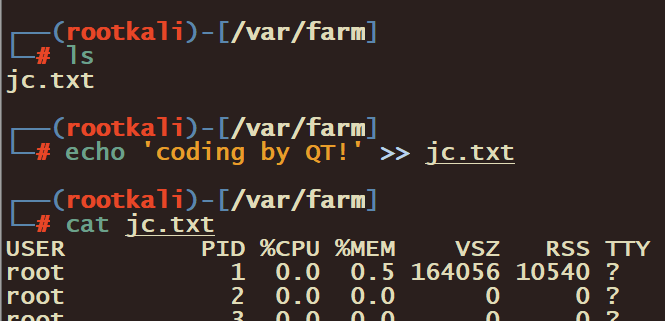 ┌──(rootkali)-[/var/farm]
└─# ls
jc.txt
┌──(rootkali)-[/var/farm]
└─# echo 'coding by QT!' >> jc.txt
┌──(rootkali)-[/var/farm]
└─# cat jc.txt
USER PID %CPU %MEM VSZ RSS TTY
root 1 0.0 0.5 164056 10540 ?
root 2 0.0 0.0 0 0 ?
root 3 0.0 0.0 0 0 ?